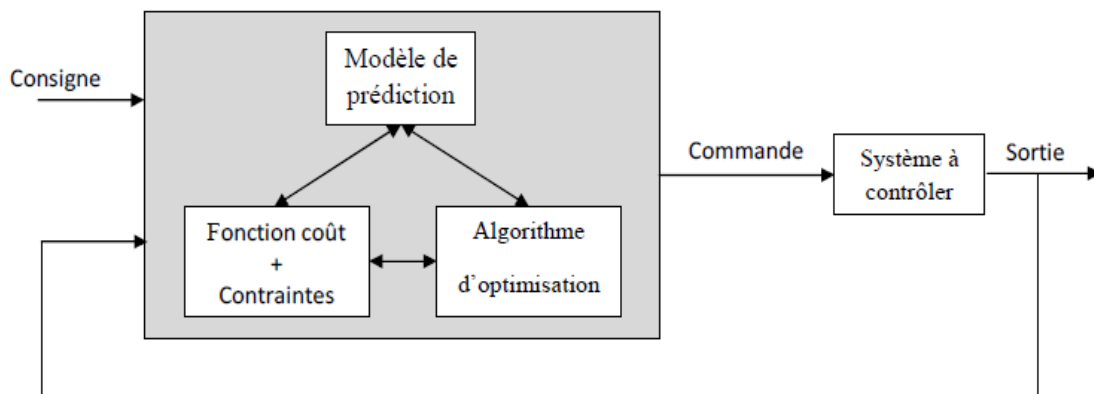 Consigne
Modèle de
prédiction
Fonction coût
+
Contraintes
Algorithme
d'optimisation
Commande
Système à
contrôler
Sortie